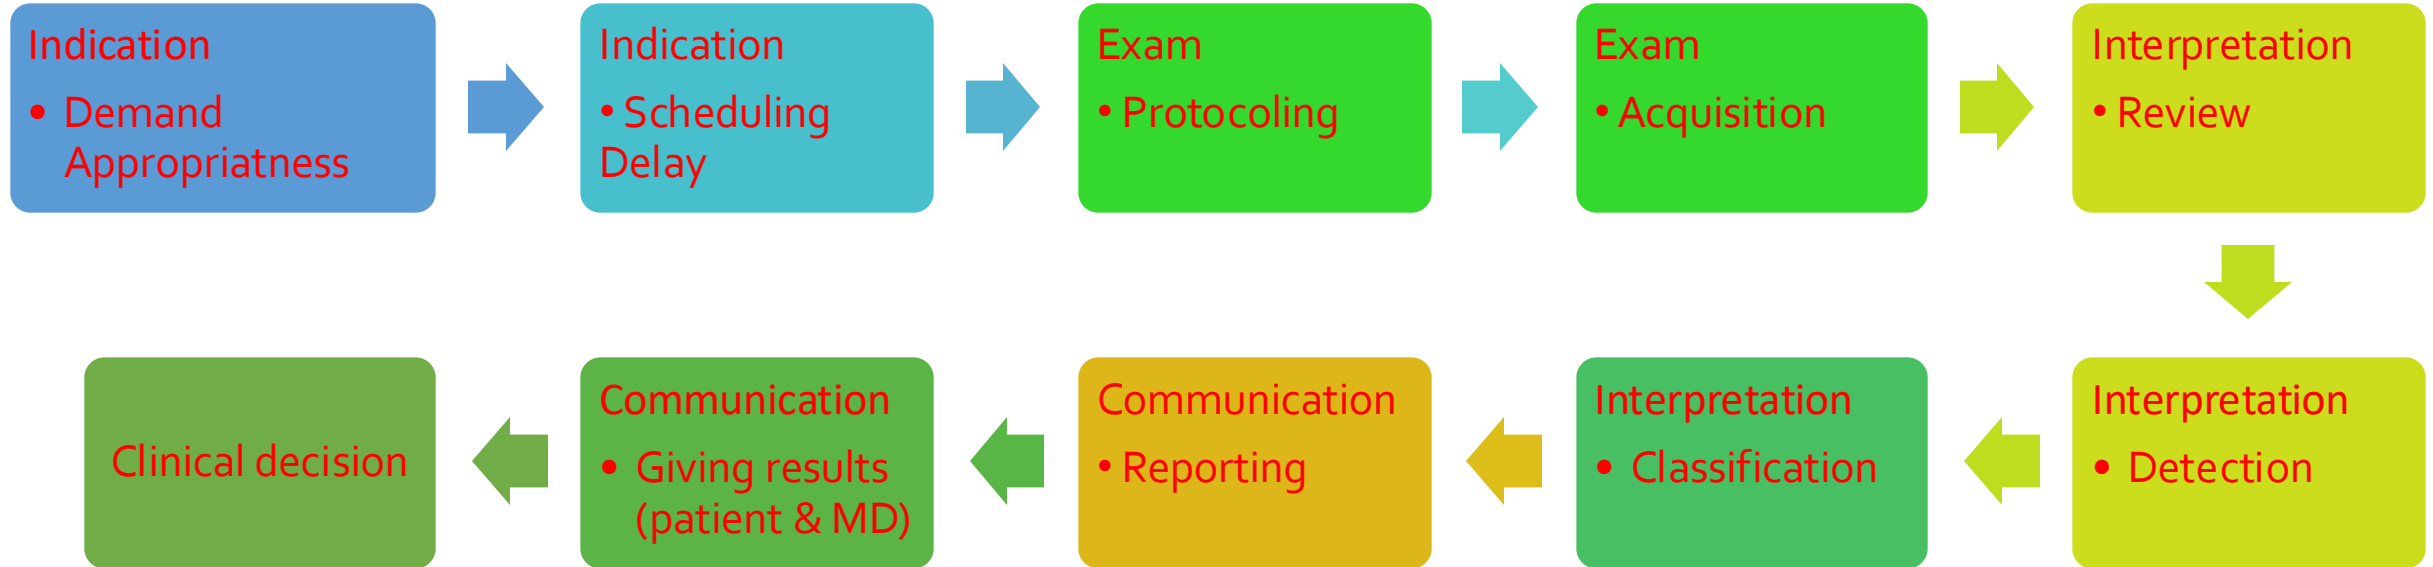 Indication
• Demand
Appropriatness
Indication
• Scheduling
Delay
Exam
• Protocoling
Exam
• Acquisition
Interpretation
• Review
Interpretation
• Detection
Interpretation
• Classification
Communication
• Reporting
Communication
• Giving results
(patient & MD)
Clinical decision